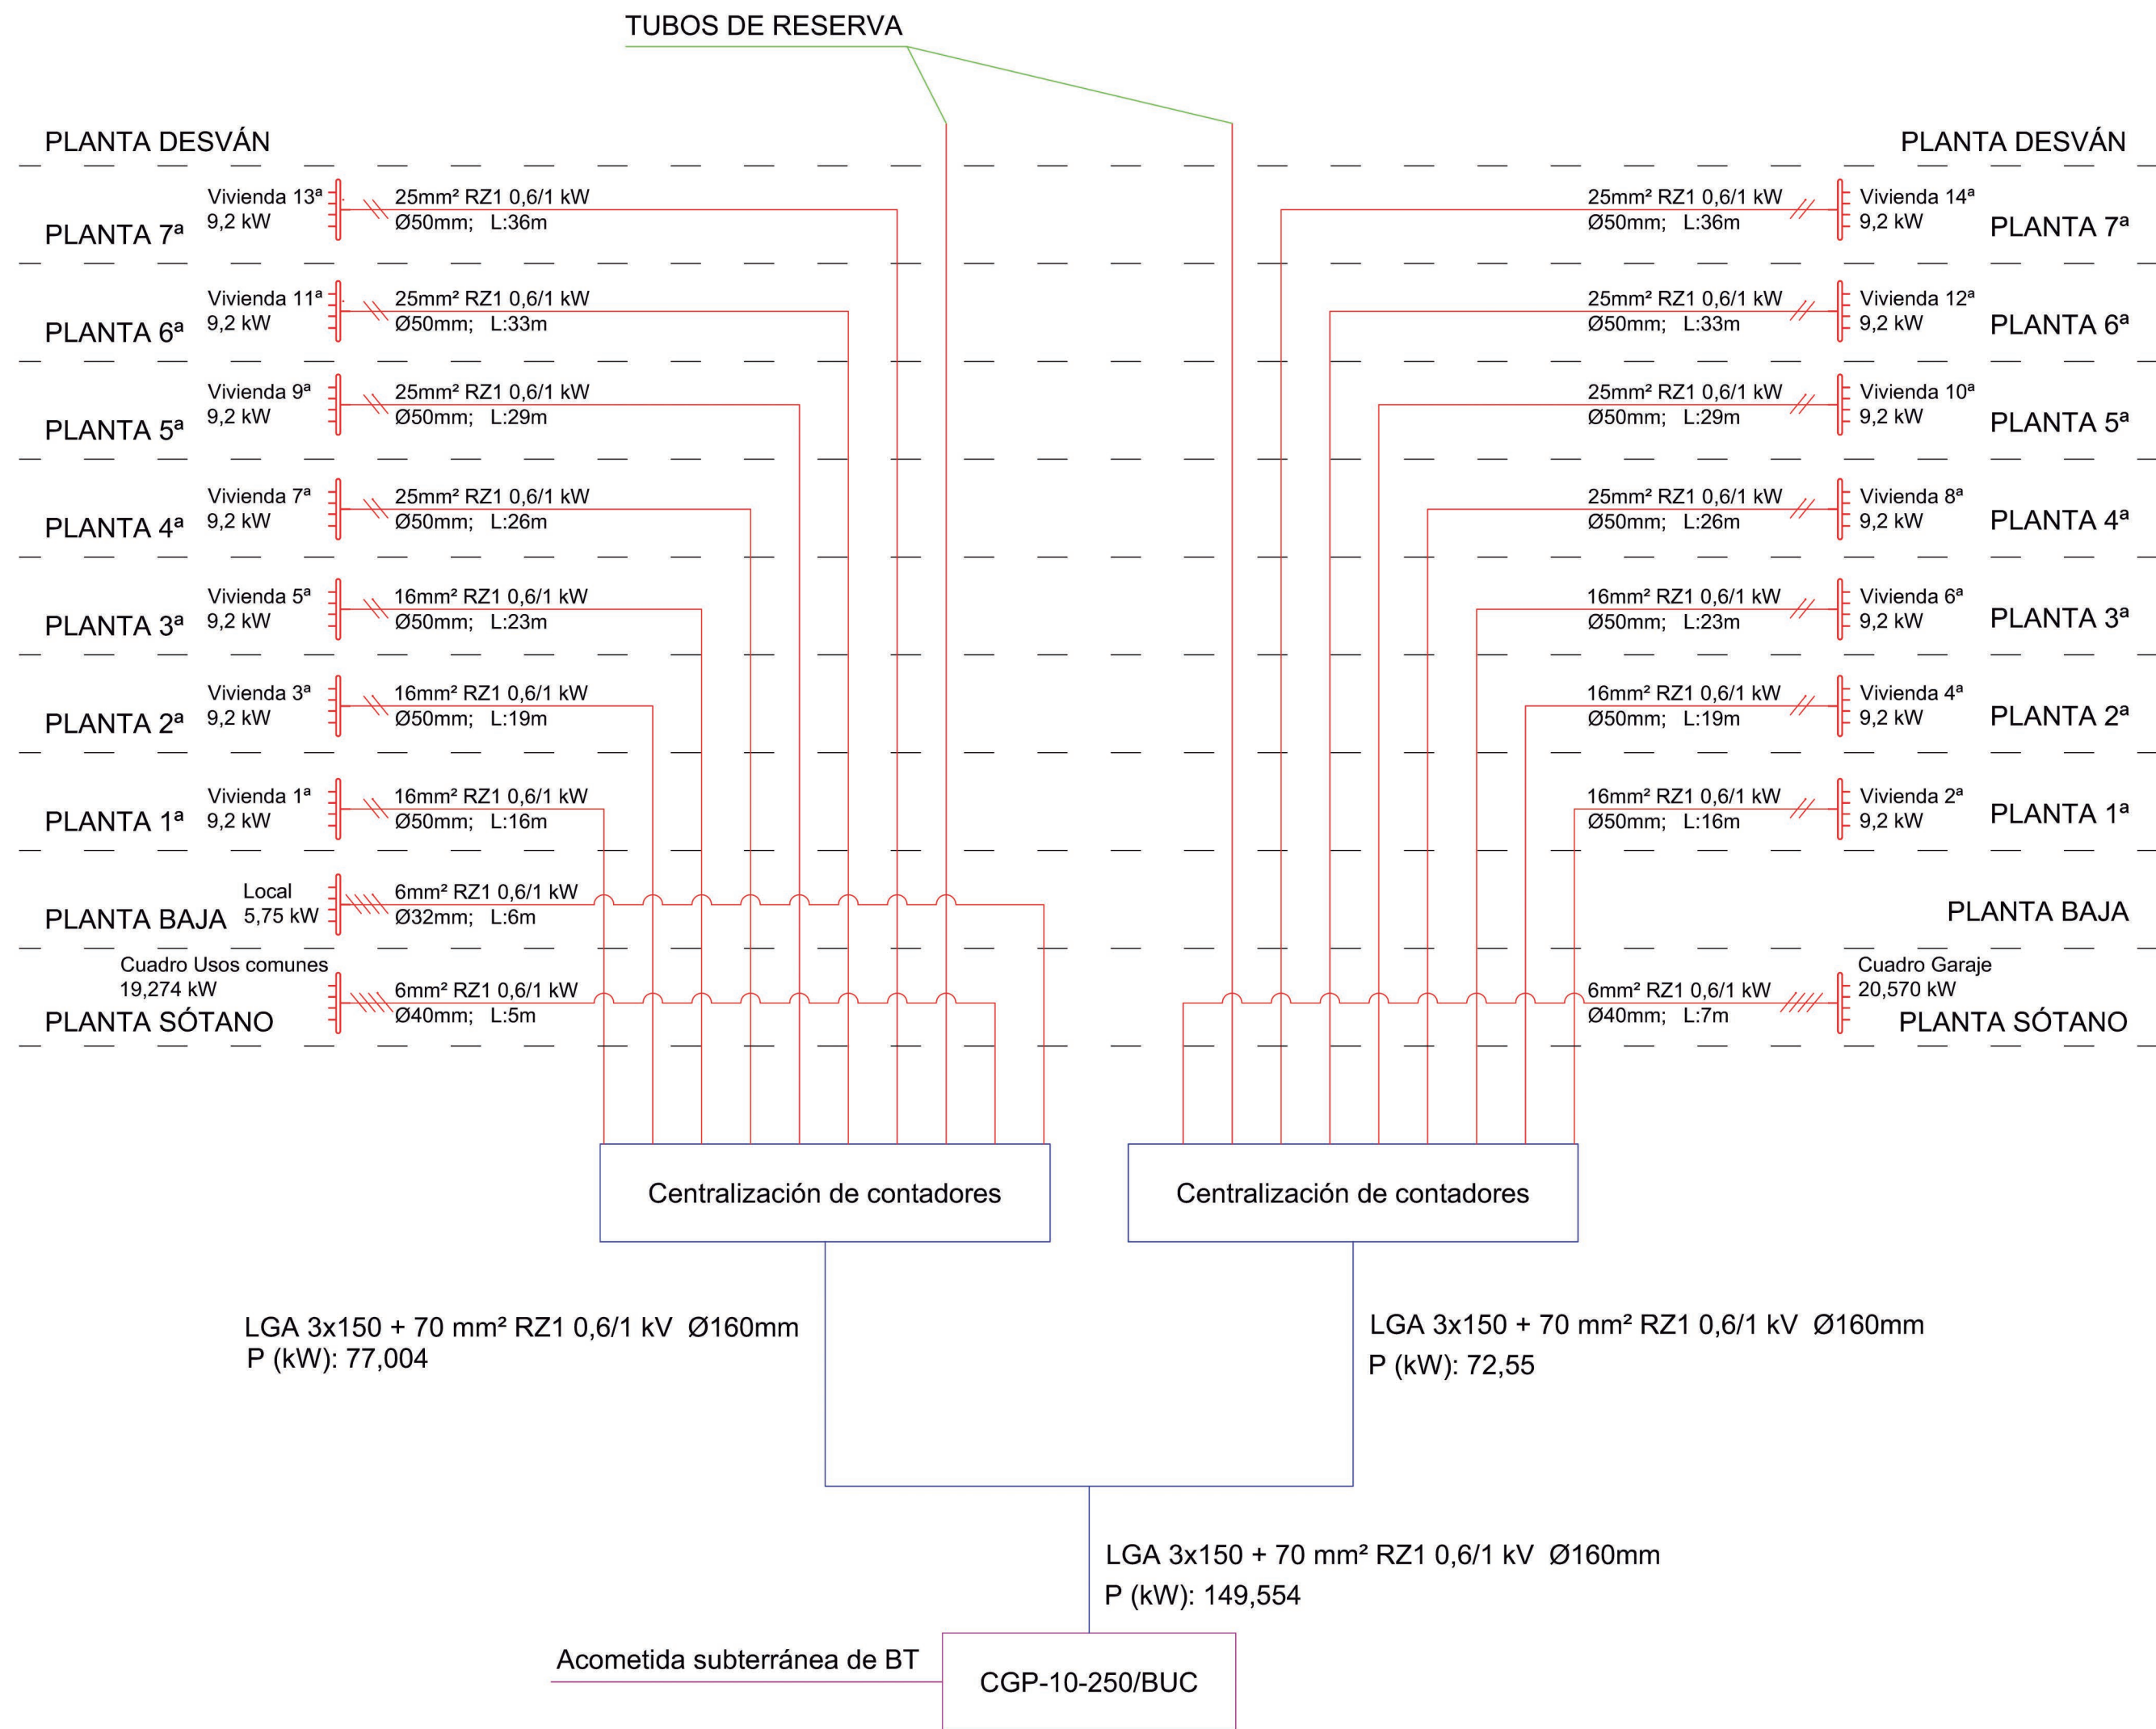 TUBOS DE RESERVA
PLANTA DESVÁN
PLANTA DESVÁN
Vivienda 13ª
9,2 kW
25mm² RZ1 0,6/1 kW
Ø50mm; L:36m
PLANTA 7ª
25mm² RZ1 0,6/1 kW
Ø50mm; L:36m
Vivienda 14ª
9,2 kW
PLANTA 7ª
Vivienda 11ª
9,2 kW
25mm² RZ1 0,6/1 kW
Ø50mm; L:33m
PLANTA 6ª
25mm² RZ1 0,6/1 kW
Ø50mm; L:33m
Vivienda 12ª
9,2 kW
PLANTA 6ª
Vivienda 9ª
9,2 kW
25mm² RZ1 0,6/1 kW
Ø50mm; L:29m
PLANTA 5ª
25mm² RZ1 0,6/1 kW
Ø50mm; L:29m
Vivienda 10ª
9,2 kW
PLANTA 5ª
Vivienda 7ª
9,2 kW
25mm² RZ1 0,6/1 kW
Ø50mm; L:26m
PLANTA 4ª
25mm² RZ1 0,6/1 kW
Ø50mm; L:26m
Vivienda 8ª
9,2 kW
PLANTA 4ª
Vivienda 5ª
9,2 kW
16mm² RZ1 0,6/1 kW
Ø50mm; L:23m
PLANTA 3ª
16mm² RZ1 0,6/1 kW
Ø50mm; L:23m
Vivienda 6ª
9,2 kW
PLANTA 3ª
Vivienda 3ª
9,2 kW
16mm² RZ1 0,6/1 kW
Ø50mm; L:19m
PLANTA 2ª
16mm² RZ1 0,6/1 kW
Ø50mm; L:19m
Vivienda 4ª
9,2 kW
PLANTA 2ª
Vivienda 1ª
9,2 kW
16mm² RZ1 0,6/1 kW
Ø50mm; L:16m
PLANTA 1ª
16mm² RZ1 0,6/1 kW
Ø50mm; L:16m
Vivienda 2ª
9,2 kW
PLANTA 1ª
Local
5,75 kW
6mm² RZ1 0,6/1 kW
Ø32mm; L:6m
PLANTA BAJA
PLANTA BAJA
Cuadro Usos comunes
19,274 kW
6mm² RZ1 0,6/1 kW
Ø40mm; L:5m
PLANTA SÓTANO
6mm² RZ1 0,6/1 kW
Ø40mm; L:7m
Cuadro Garaje
20,570 kW
PLANTA SÓTANO
Centralización de contadores
Centralización de contadores
LGA 3x150 + 70 mm² RZ1 0,6/1 kV Ø160mm
P (kW): 77,004
LGA 3x150 + 70 mm² RZ1 0,6/1 kV Ø160mm
P (kW): 72,55
LGA 3x150 + 70 mm² RZ1 0,6/1 kV Ø160mm
P (kW): 149,554
Acometida subterránea de BT
CGP-10-250/BUC